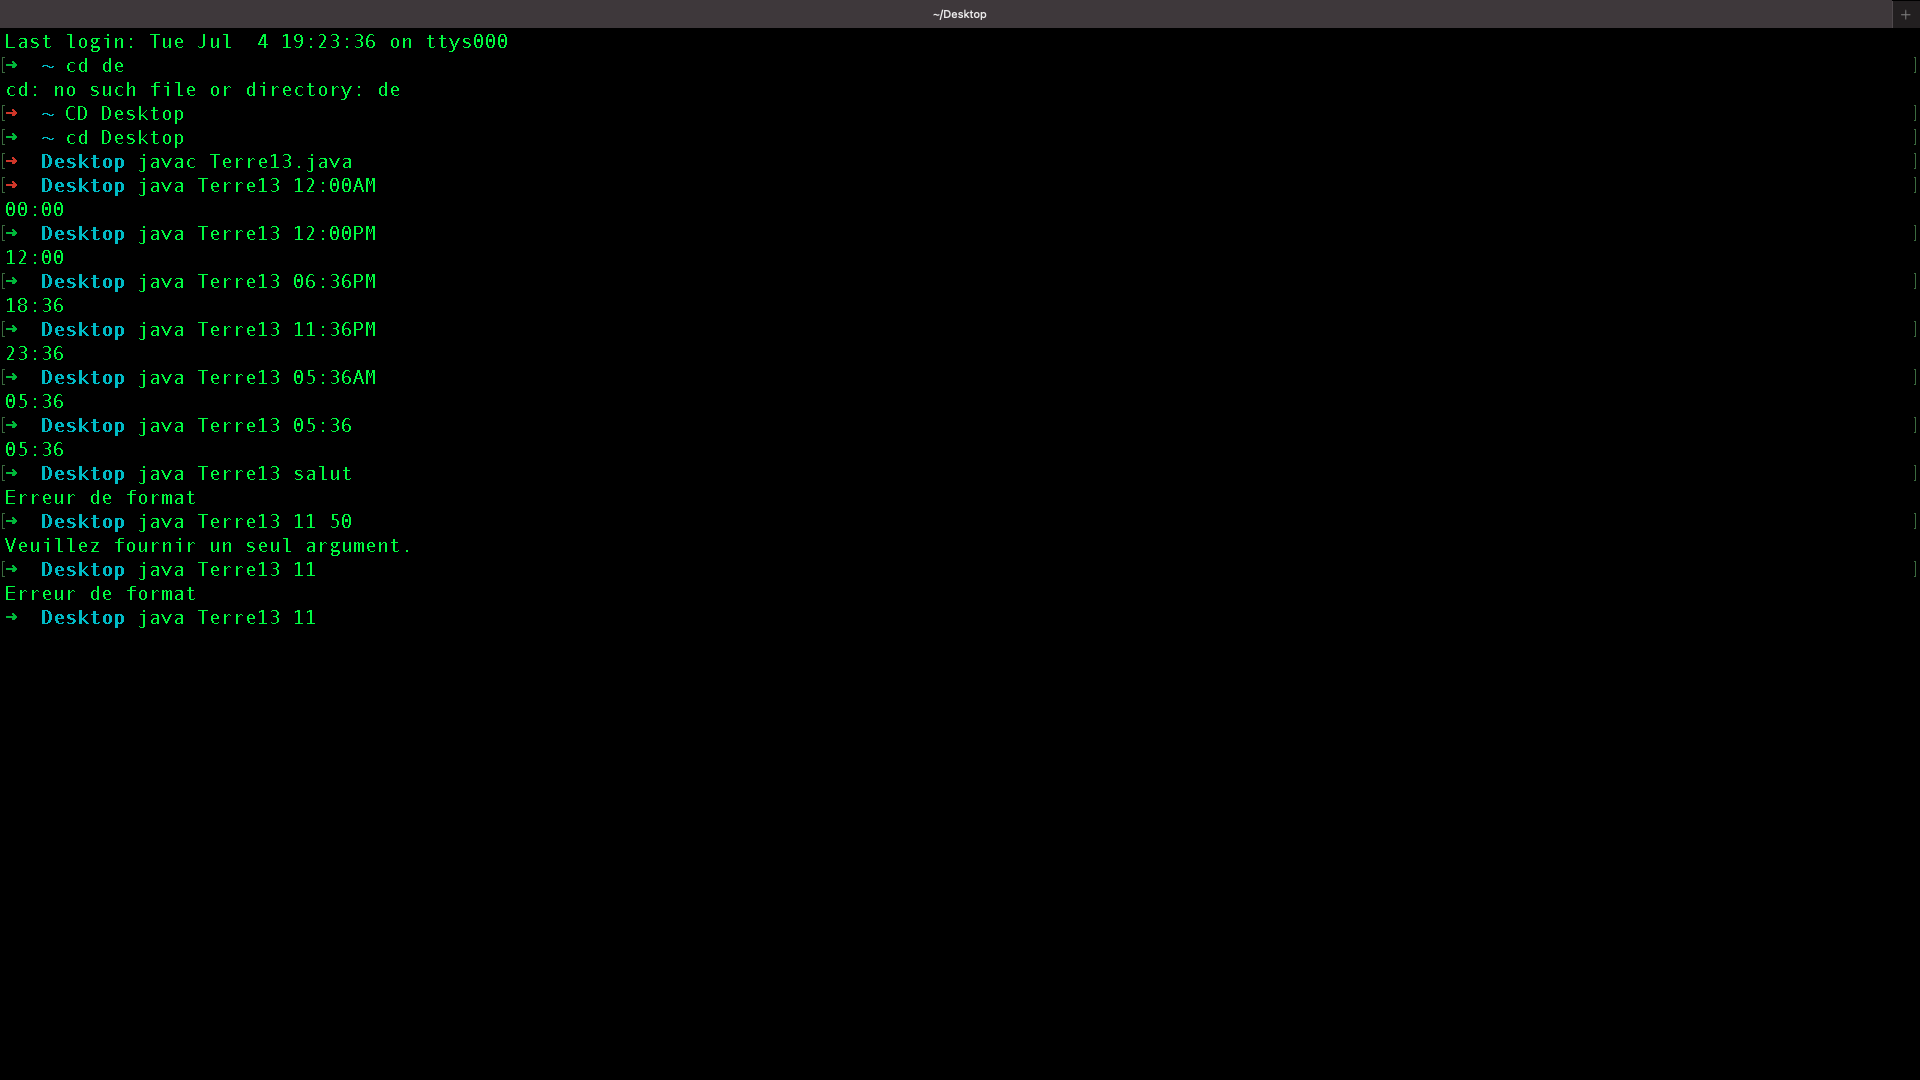 ~/Desktop
Last login: Tue Jul  4 19:23:36 on ttys000
[➜  ~ cd de ]
cd: no such file or directory: de
[➜  ~ CD Desktop ]
[➜  ~ cd Desktop ]
[➜  Desktop javac Terre13.java ]
[➜  Desktop java Terre13 12:00AM ]
00:00
[➜  Desktop java Terre13 12:00PM ]
12:00
[➜  Desktop java Terre13 06:36PM ]
18:36
[➜  Desktop java Terre13 11:36PM ]
23:36
[➜  Desktop java Terre13 05:36AM ]
05:36
[➜  Desktop java Terre13 05:36 ]
05:36
[➜  Desktop java Terre13 salut ]
Erreur de format
[➜  Desktop java Terre13 11 50 ]
Veuillez fournir un seul argument.
[➜  Desktop java Terre13 11 ]
Erreur de format
➜  Desktop java Terre13 11